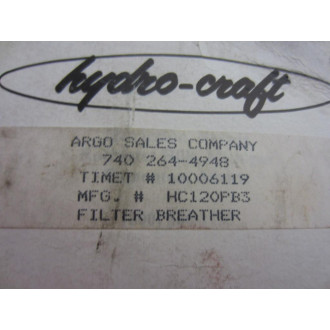 hydro-craft
ARGO SALES COMPANY
740 264-4948
TIMET # 10006119
MFG. # HC120PB3
FILTER BREATHER